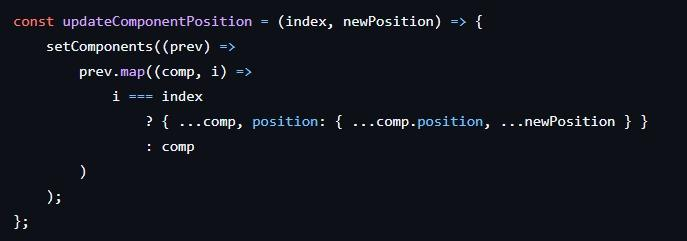 const updateComponentPosition = (index, newPosition) => {
    setComponents((prev) =>
        prev.map((comp, i) =>
            i === index
                ? { ...comp, position: { ...comp.position, ...newPosition } }
                : comp
        )
    );
};